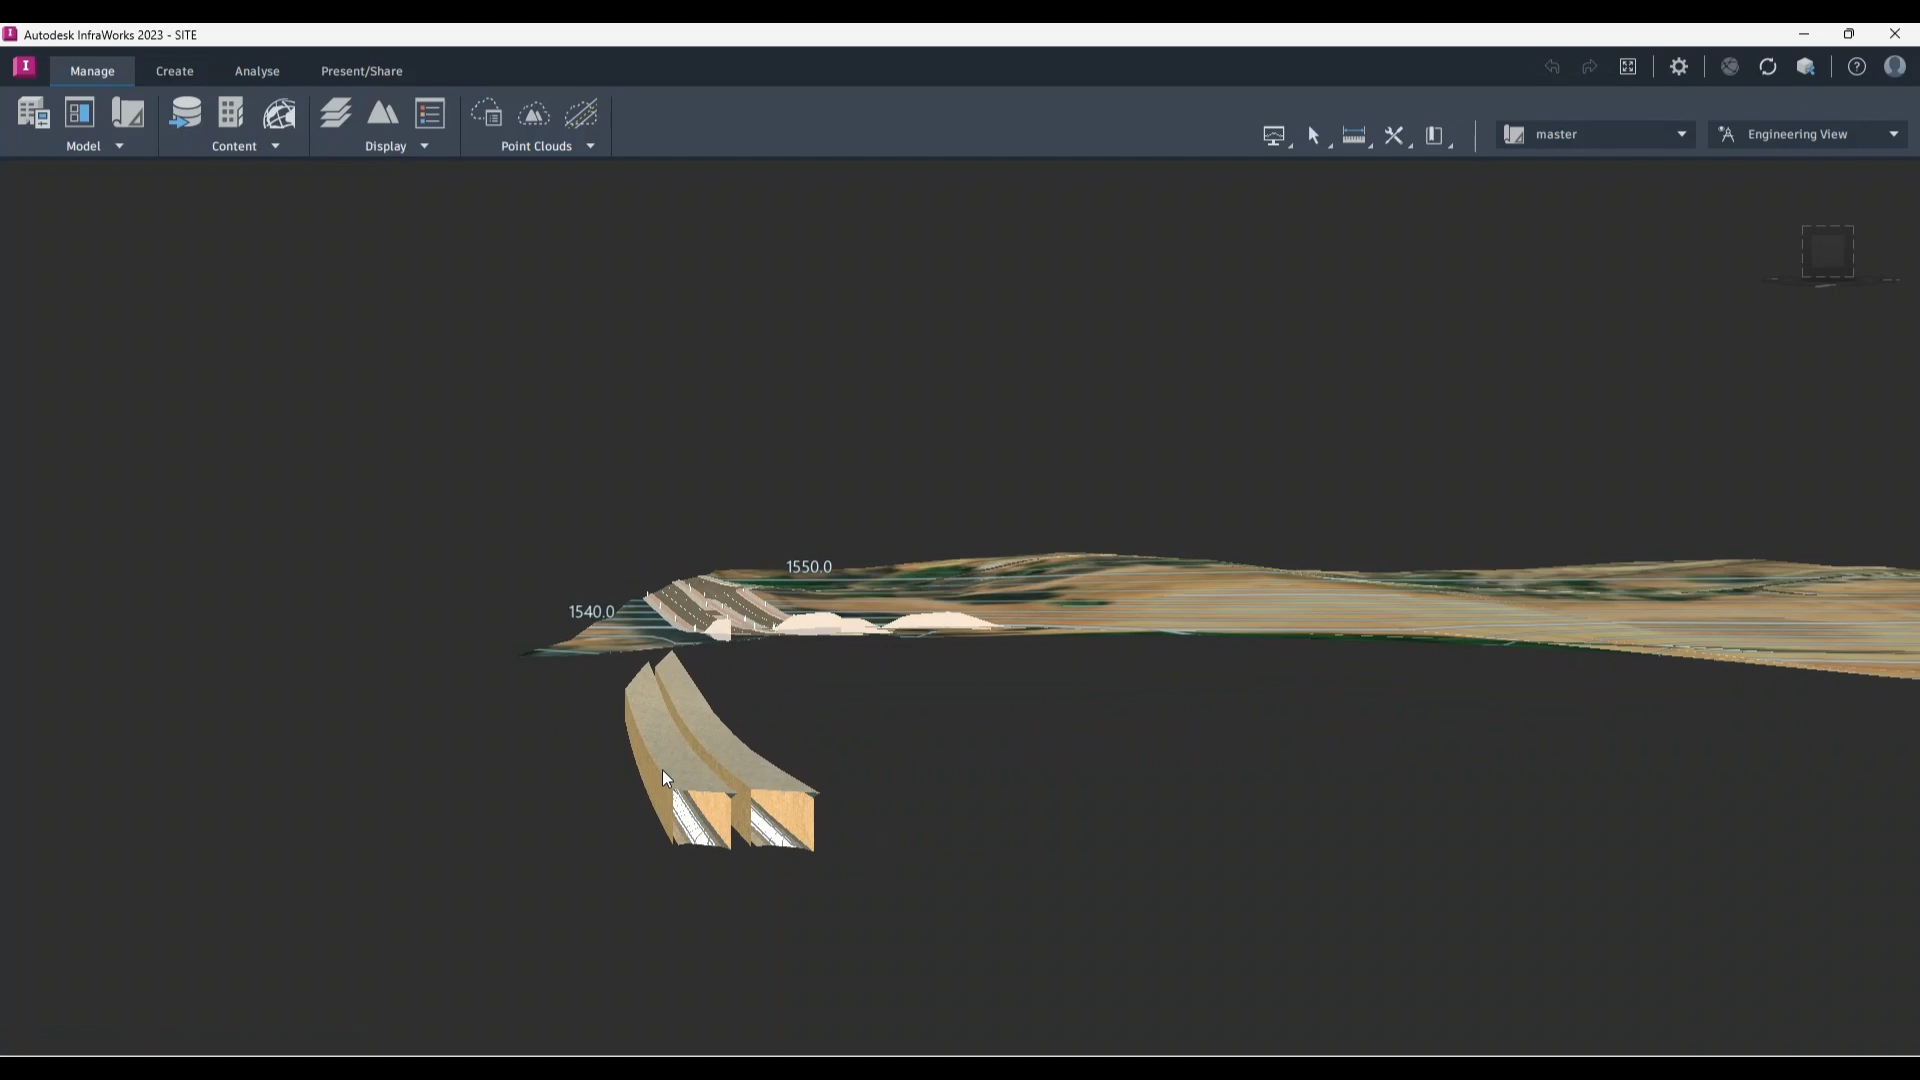 Autodesk InfraWorks 2023 - SITE
Manage Create Analyse Present/Share
Model Content Display Point Clouds
master Engineering View
1550.0
1540.0